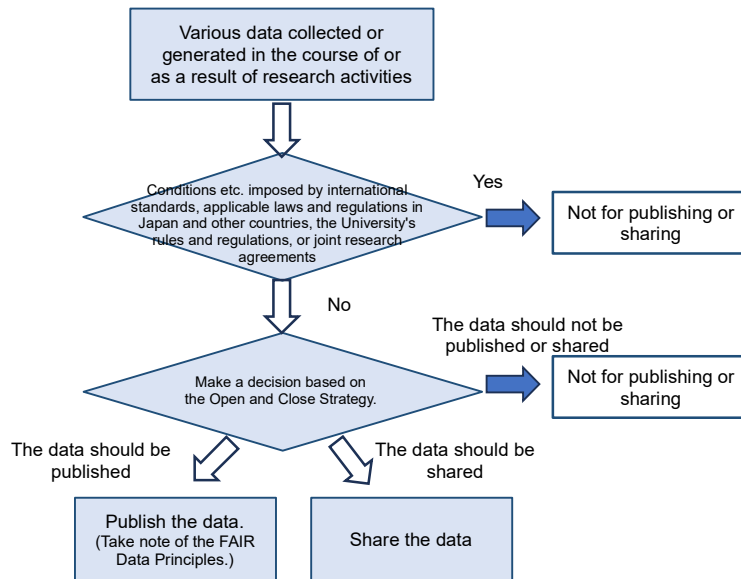 Various data collected or
generated in the course of or
as a result of research activities
Conditions etc. imposed by international
standards, applicable laws and regulations in
Japan and other countries, the University's
rules and regulations, or joint research
agreements
Yes
Not for publishing or
sharing
No
The data should not be
published or shared
Make a decision based on
the Open and Close Strategy.
Not for publishing or
sharing
The data should be
published
The data should be
shared
Publish the data.
(Take note of the FAIR
Data Principles.)
Share the data